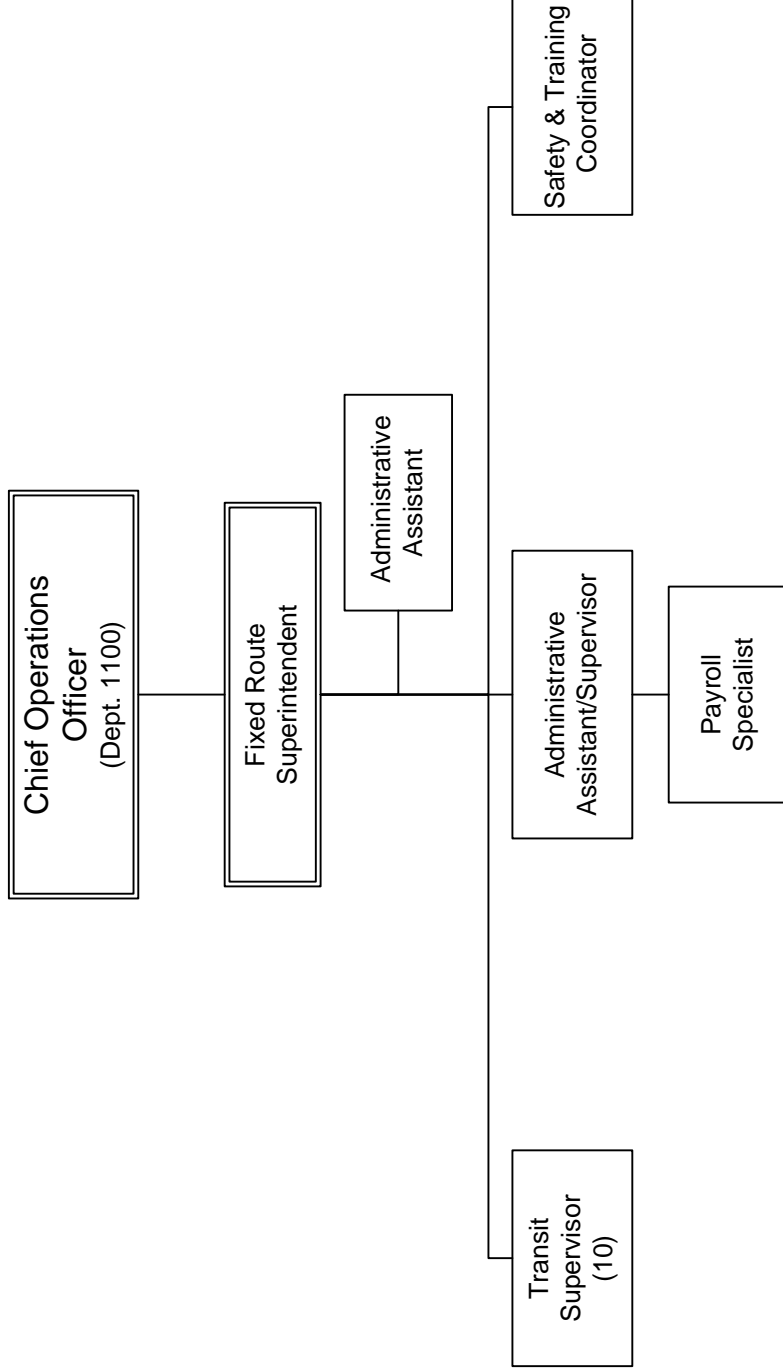 Chief Operations
Officer
(Dept. 1100)
Fixed Route
Superintendent
Administrative
Assistant
Transit
Supervisor
(10)
Administrative
Assistant/Supervisor
Safety & Training
Coordinator
Payroll
Specialist